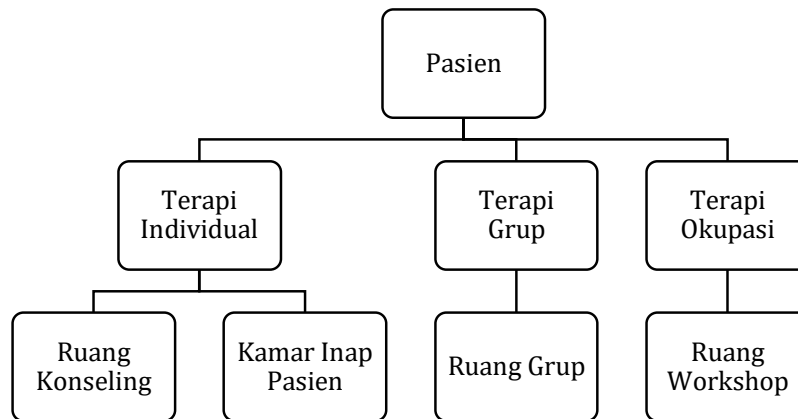 Pasien
Terapi
Individual
Terapi
Grup
Terapi
Okupasi
Ruang
Konseling
Kamar Inap
Pasien
Ruang Grup
Ruang
Workshop